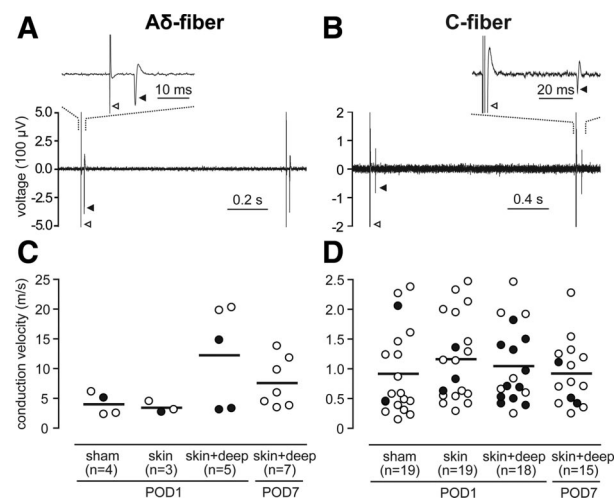 A Aδ-fiber
B C-fiber
10 ms
20 ms
voltage (100 µV)
5.0
2.5
0.0
-2.5
-5.0
0.2 s
2
1
0
-1
-2
0.4 s
C
D
conduction velocity (m/s)
25
20
15
10
5
0
2.5
2.0
1.5
1.0
0.5
0
sham skin skin+deep skin+deep
(n=4) (n=3) (n=5) (n=7)
POD1 POD7
sham skin skin+deep skin+deep
(n=19) (n=19) (n=18) (n=15)
POD1 POD7